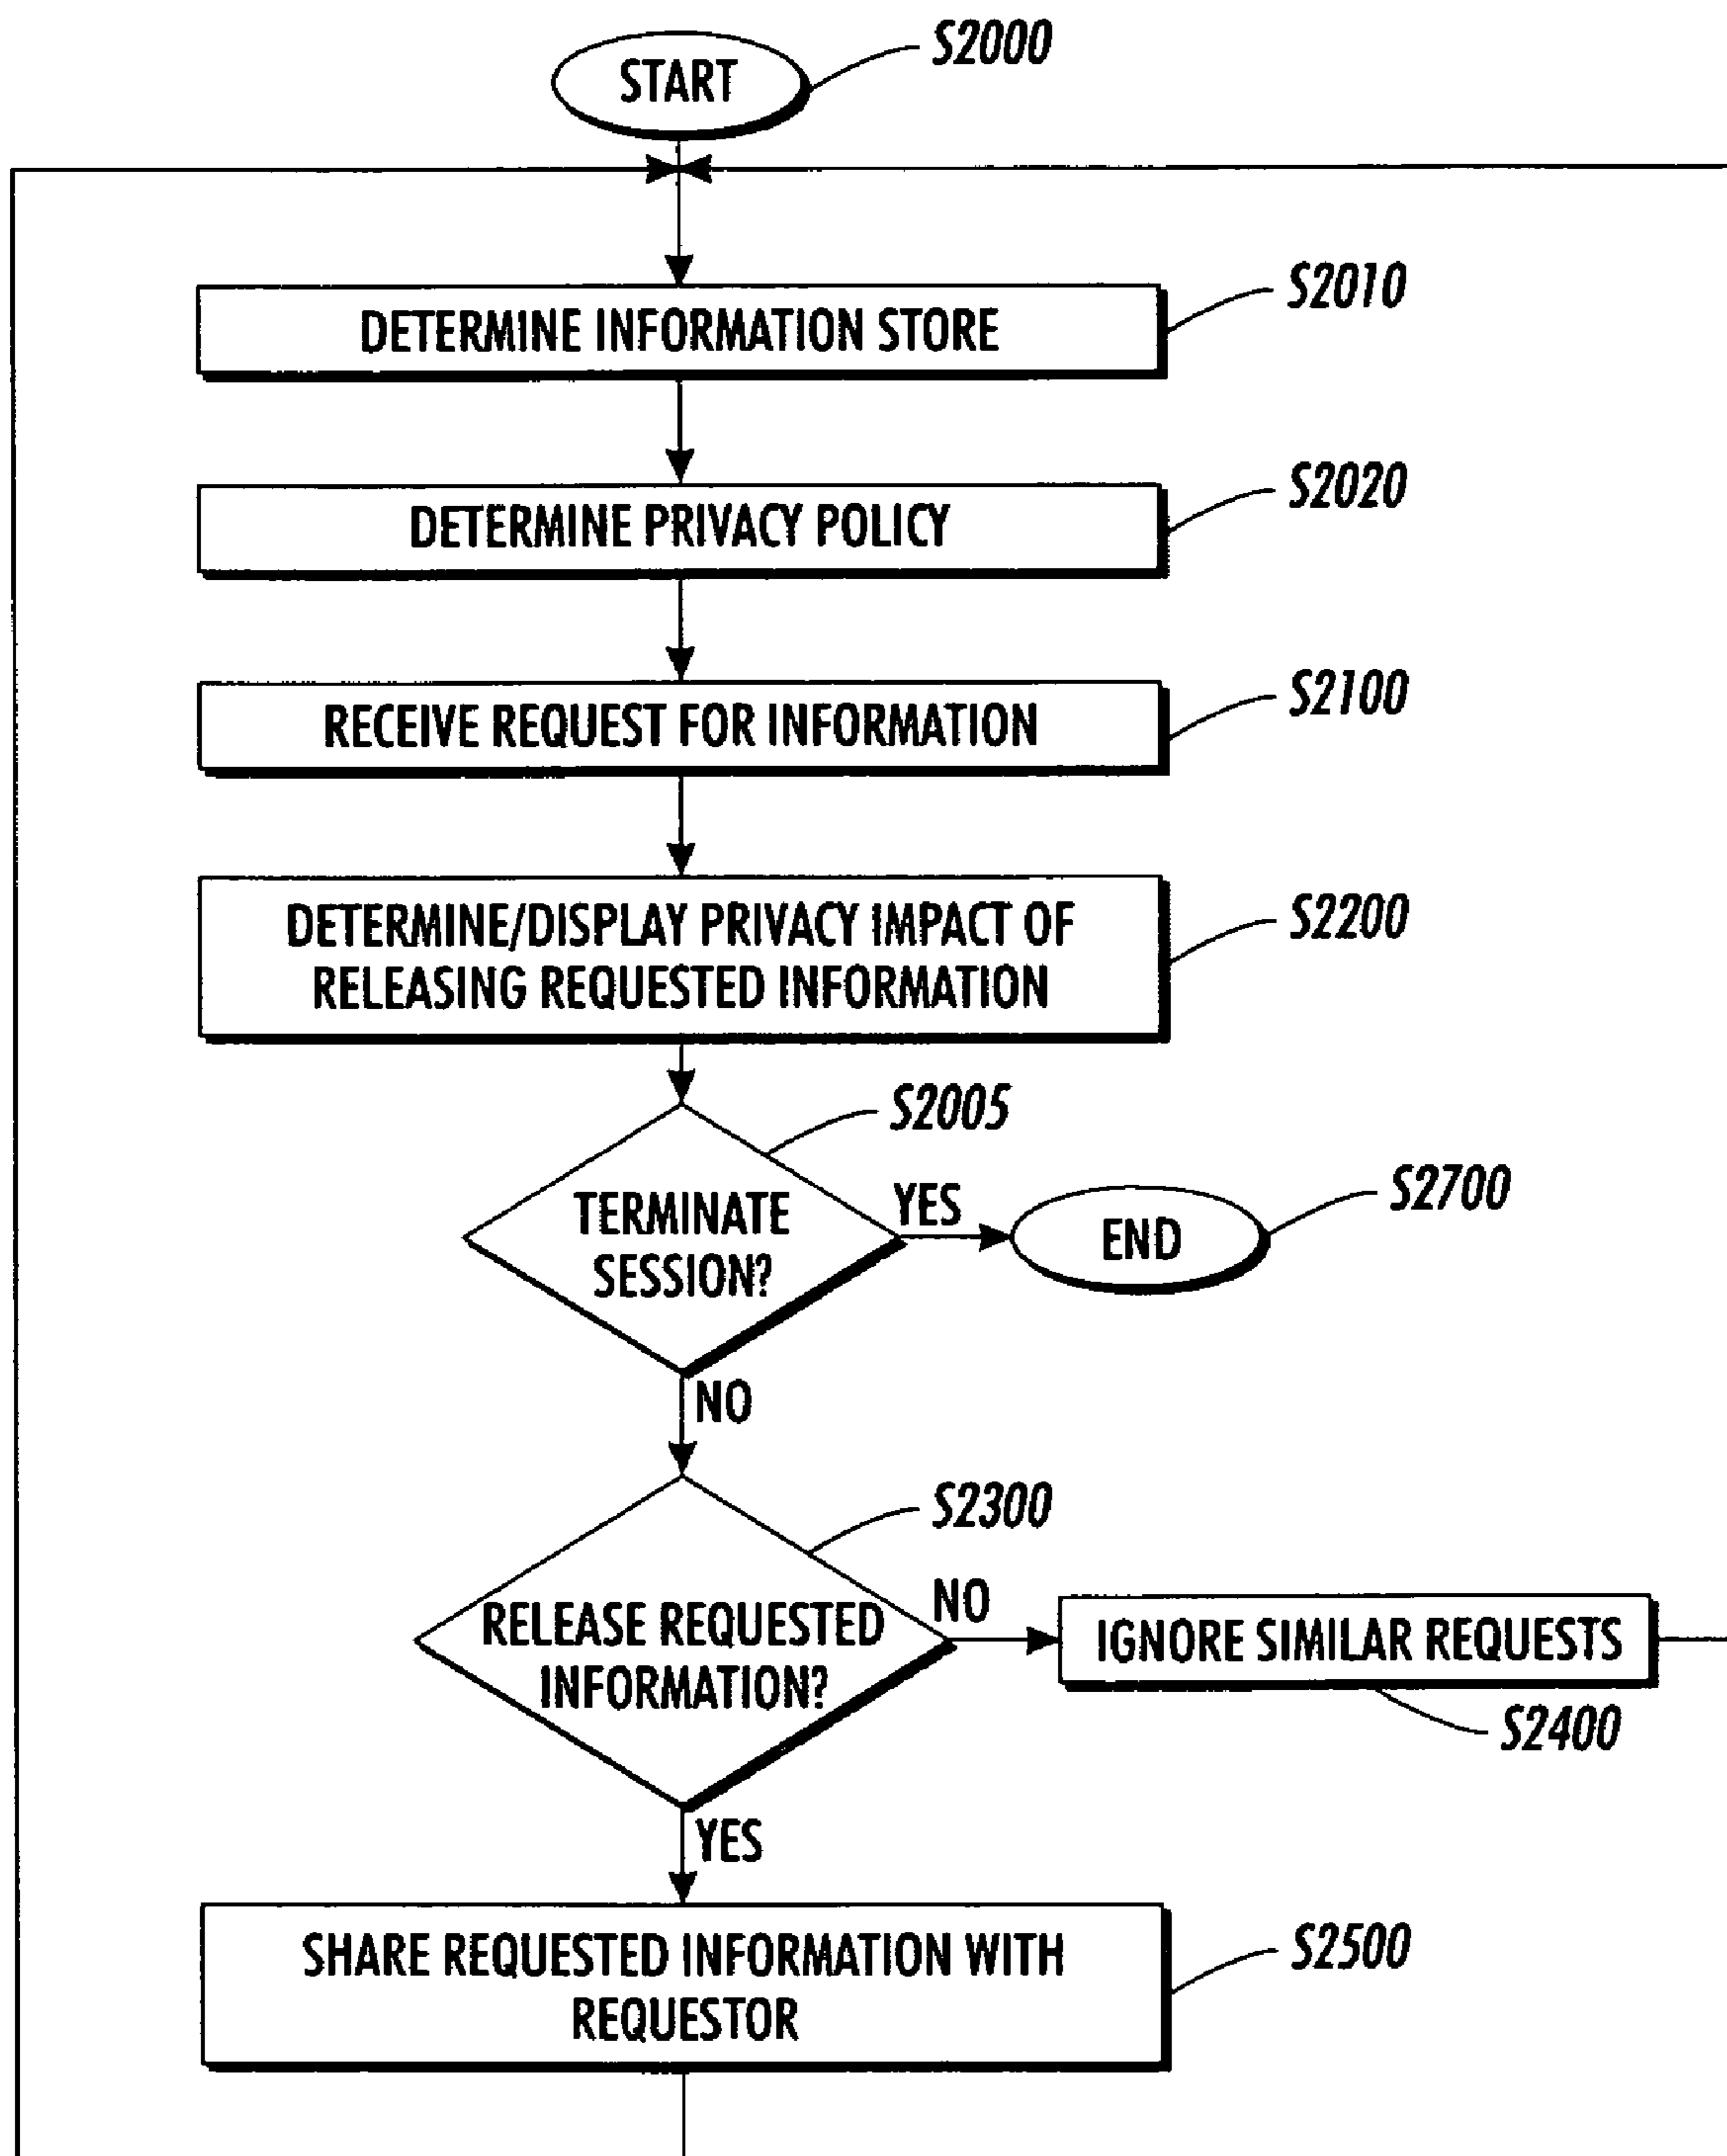 START
S2000
DETERMINE INFORMATION STORE
S2010
DETERMINE PRIVACY POLICY
S2020
RECEIVE REQUEST FOR INFORMATION
S2100
DETERMINE/DISPLAY PRIVACY IMPACT OF
RELEASING REQUESTED INFORMATION
S2200
TERMINATE
SESSION?
S2005
YES
END
S2700
NO
RELEASE REQUESTED
INFORMATION?
S2300
NO
IGNORE SIMILAR REQUESTS
S2400
YES
SHARE REQUESTED INFORMATION WITH
REQUESTOR
S2500